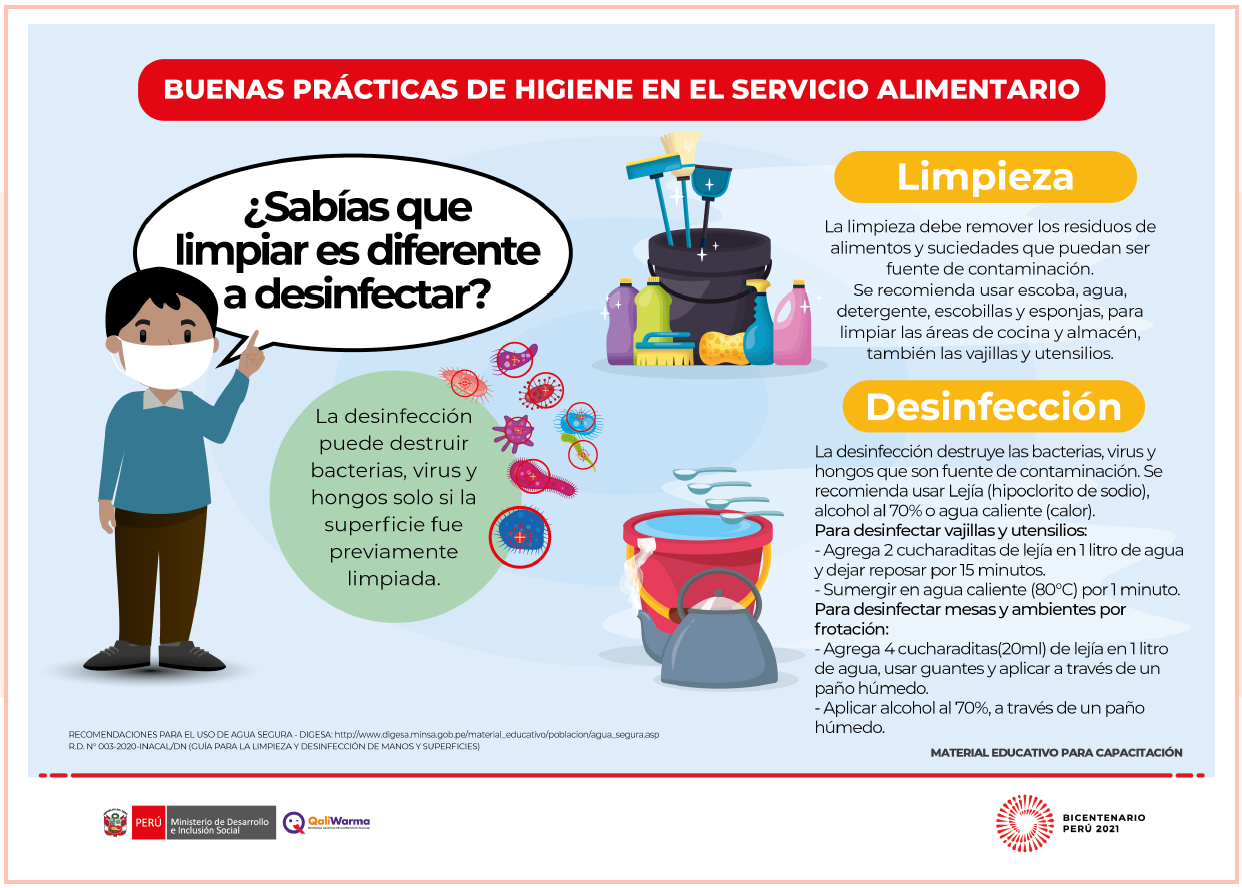 BUENAS PRÁCTICAS DE HIGIENE EN EL SERVICIO ALIMENTARIO
¿Sabías que
limpiar es diferente
a desinfectar?
La desinfección
puede destruir
bacterias, virus y
hongos solo si la
superficie fue
previamente
limpiada.
Limpieza
La limpieza debe remover los residuos de
alimentos y suciedades que puedan ser
fuente de contaminación.
Se recomienda usar escoba, agua,
detergente, escobillas y esponjas, para
limpiar las áreas de cocina y almacén,
también las vajillas y utensilios.
Desinfección
La desinfección destruye las bacterias, virus y
hongos que son fuente de contaminación. Se
recomienda usar Lejía (hipoclorito de sodio),
alcohol al 70% o agua caliente (calor).
Para desinfectar vajillas y utensilios:
- Agrega 2 cucharaditas de lejía en 1 litro de agua
y dejar reposar por 15 minutos.
- Sumergir en agua caliente (80°C) por 1 minuto.
Para desinfectar mesas y ambientes por
frotación:
- Agrega 4 cucharaditas(20ml) de lejía en 1 litro
de agua, usar guantes y aplicar a través de un
paño húmedo.
- Aplicar alcohol al 70%, a través de un paño
húmedo.
RECOMENDACIONES PARA EL USO DE AGUA SEGURA - DIGESA: http://www.digesa.minsa.gob.pe/material_educativo/poblacion/agua_segura.asp
R.D. N° 003-2020-INACAL/DN (GUÍA PARA LA LIMPIEZA Y DESINFECCIÓN DE MANOS Y SUPERFICIES)
MATERIAL EDUCATIVO PARA CAPACITACIÓN
PERÚ
Ministerio de Desarrollo
e Inclusión Social
QaliWarma
BICENTENARIO
PERÚ 2021